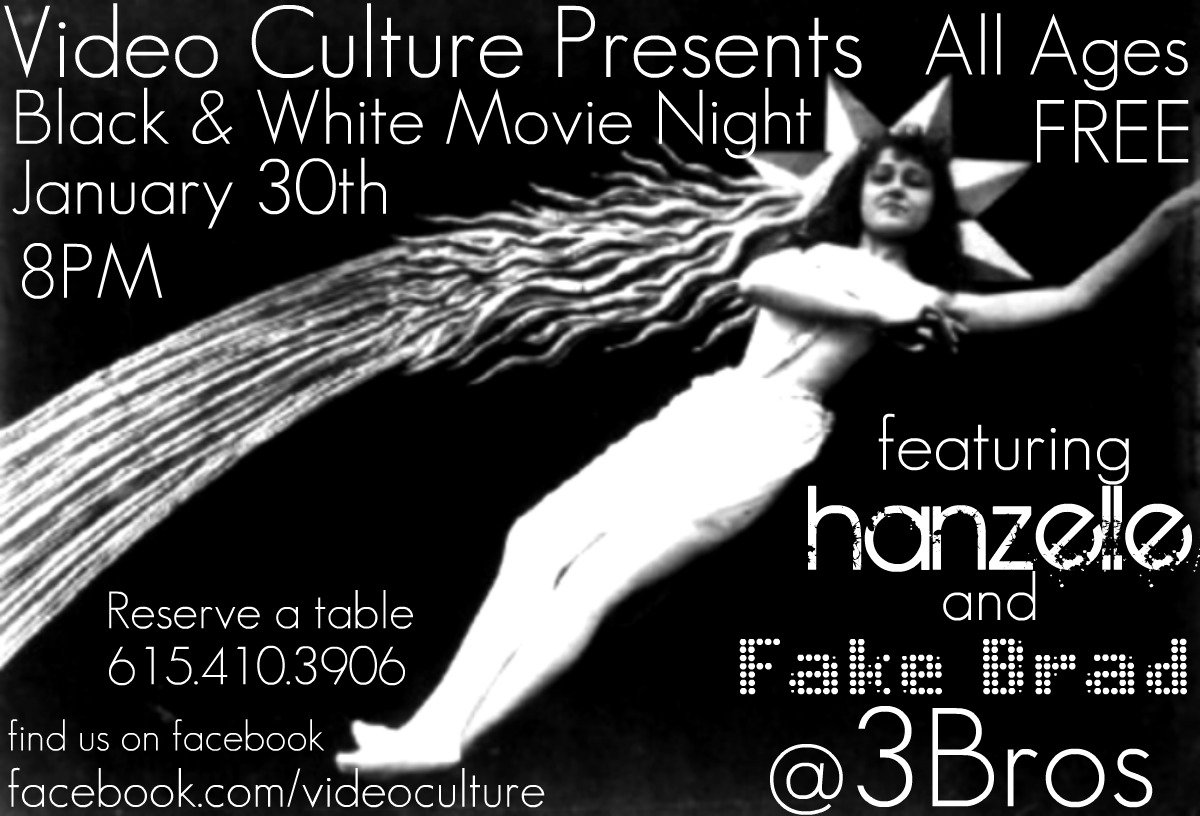 Video Culture Presents
Black & White Movie Night
January 30th
8PM
All Ages
FREE
featuring
hanzelle
and
Fake Brad
@3Bros
Reserve a table
615.410.3906
find us on facebook
facebook.com/videoculture